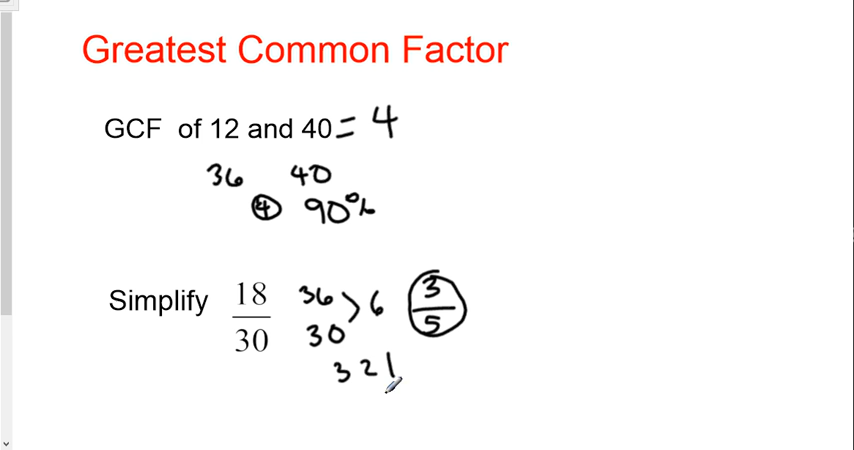 Greatest Common Factor
GCF of 12 and 40 = 4
36 40
4 90%
Simplify 18/30 36 > 6 3/5
30
3 2 1